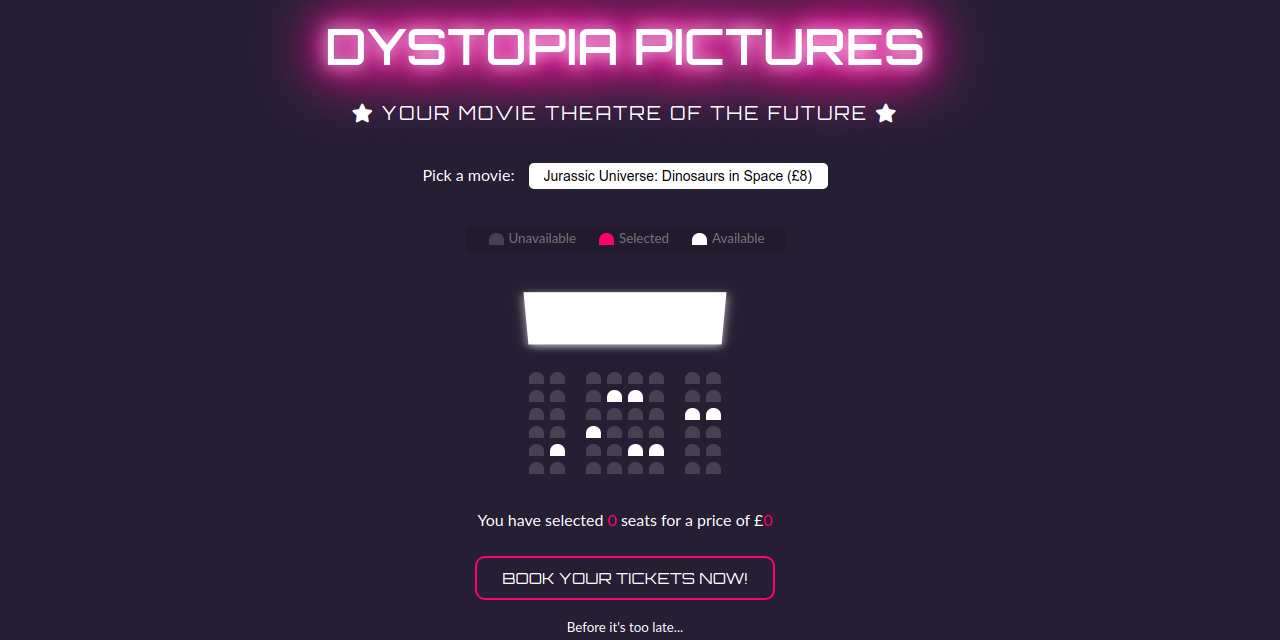 DYSTOPIA PICTURES
YOUR MOVIE THEATRE OF THE FUTURE
Pick a movie: Jurassic Universe: Dinosaurs in Space (£8)
Unavailable Selected Available
You have selected 0 seats for a price of £0
BOOK YOUR TICKETS NOW!
Before it's too late...